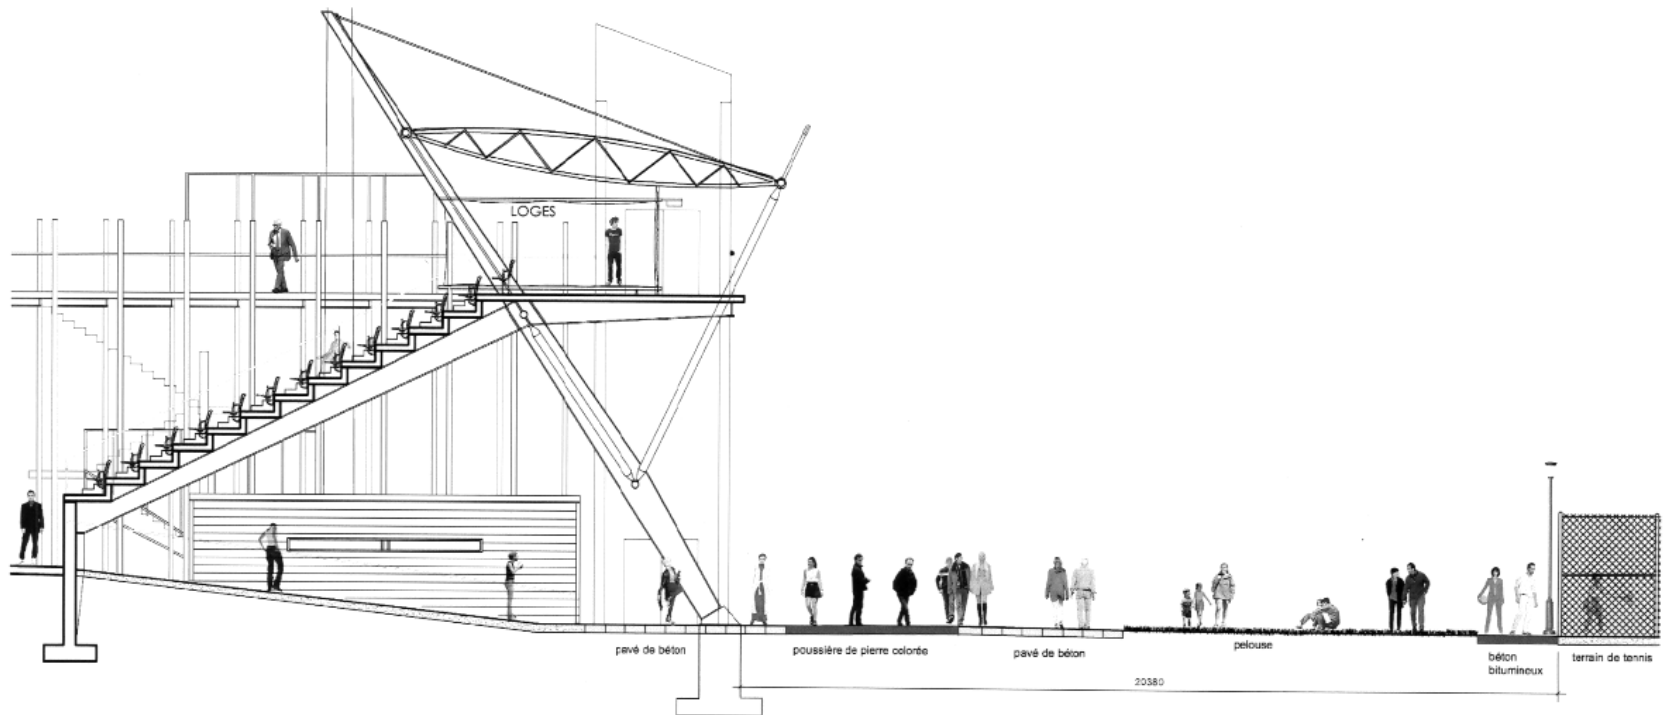 LOGES
pavé de béton
poussière de pierre colorée
pavé de béton
pelouse
béton
bitumineux
terrain de tennis
20380